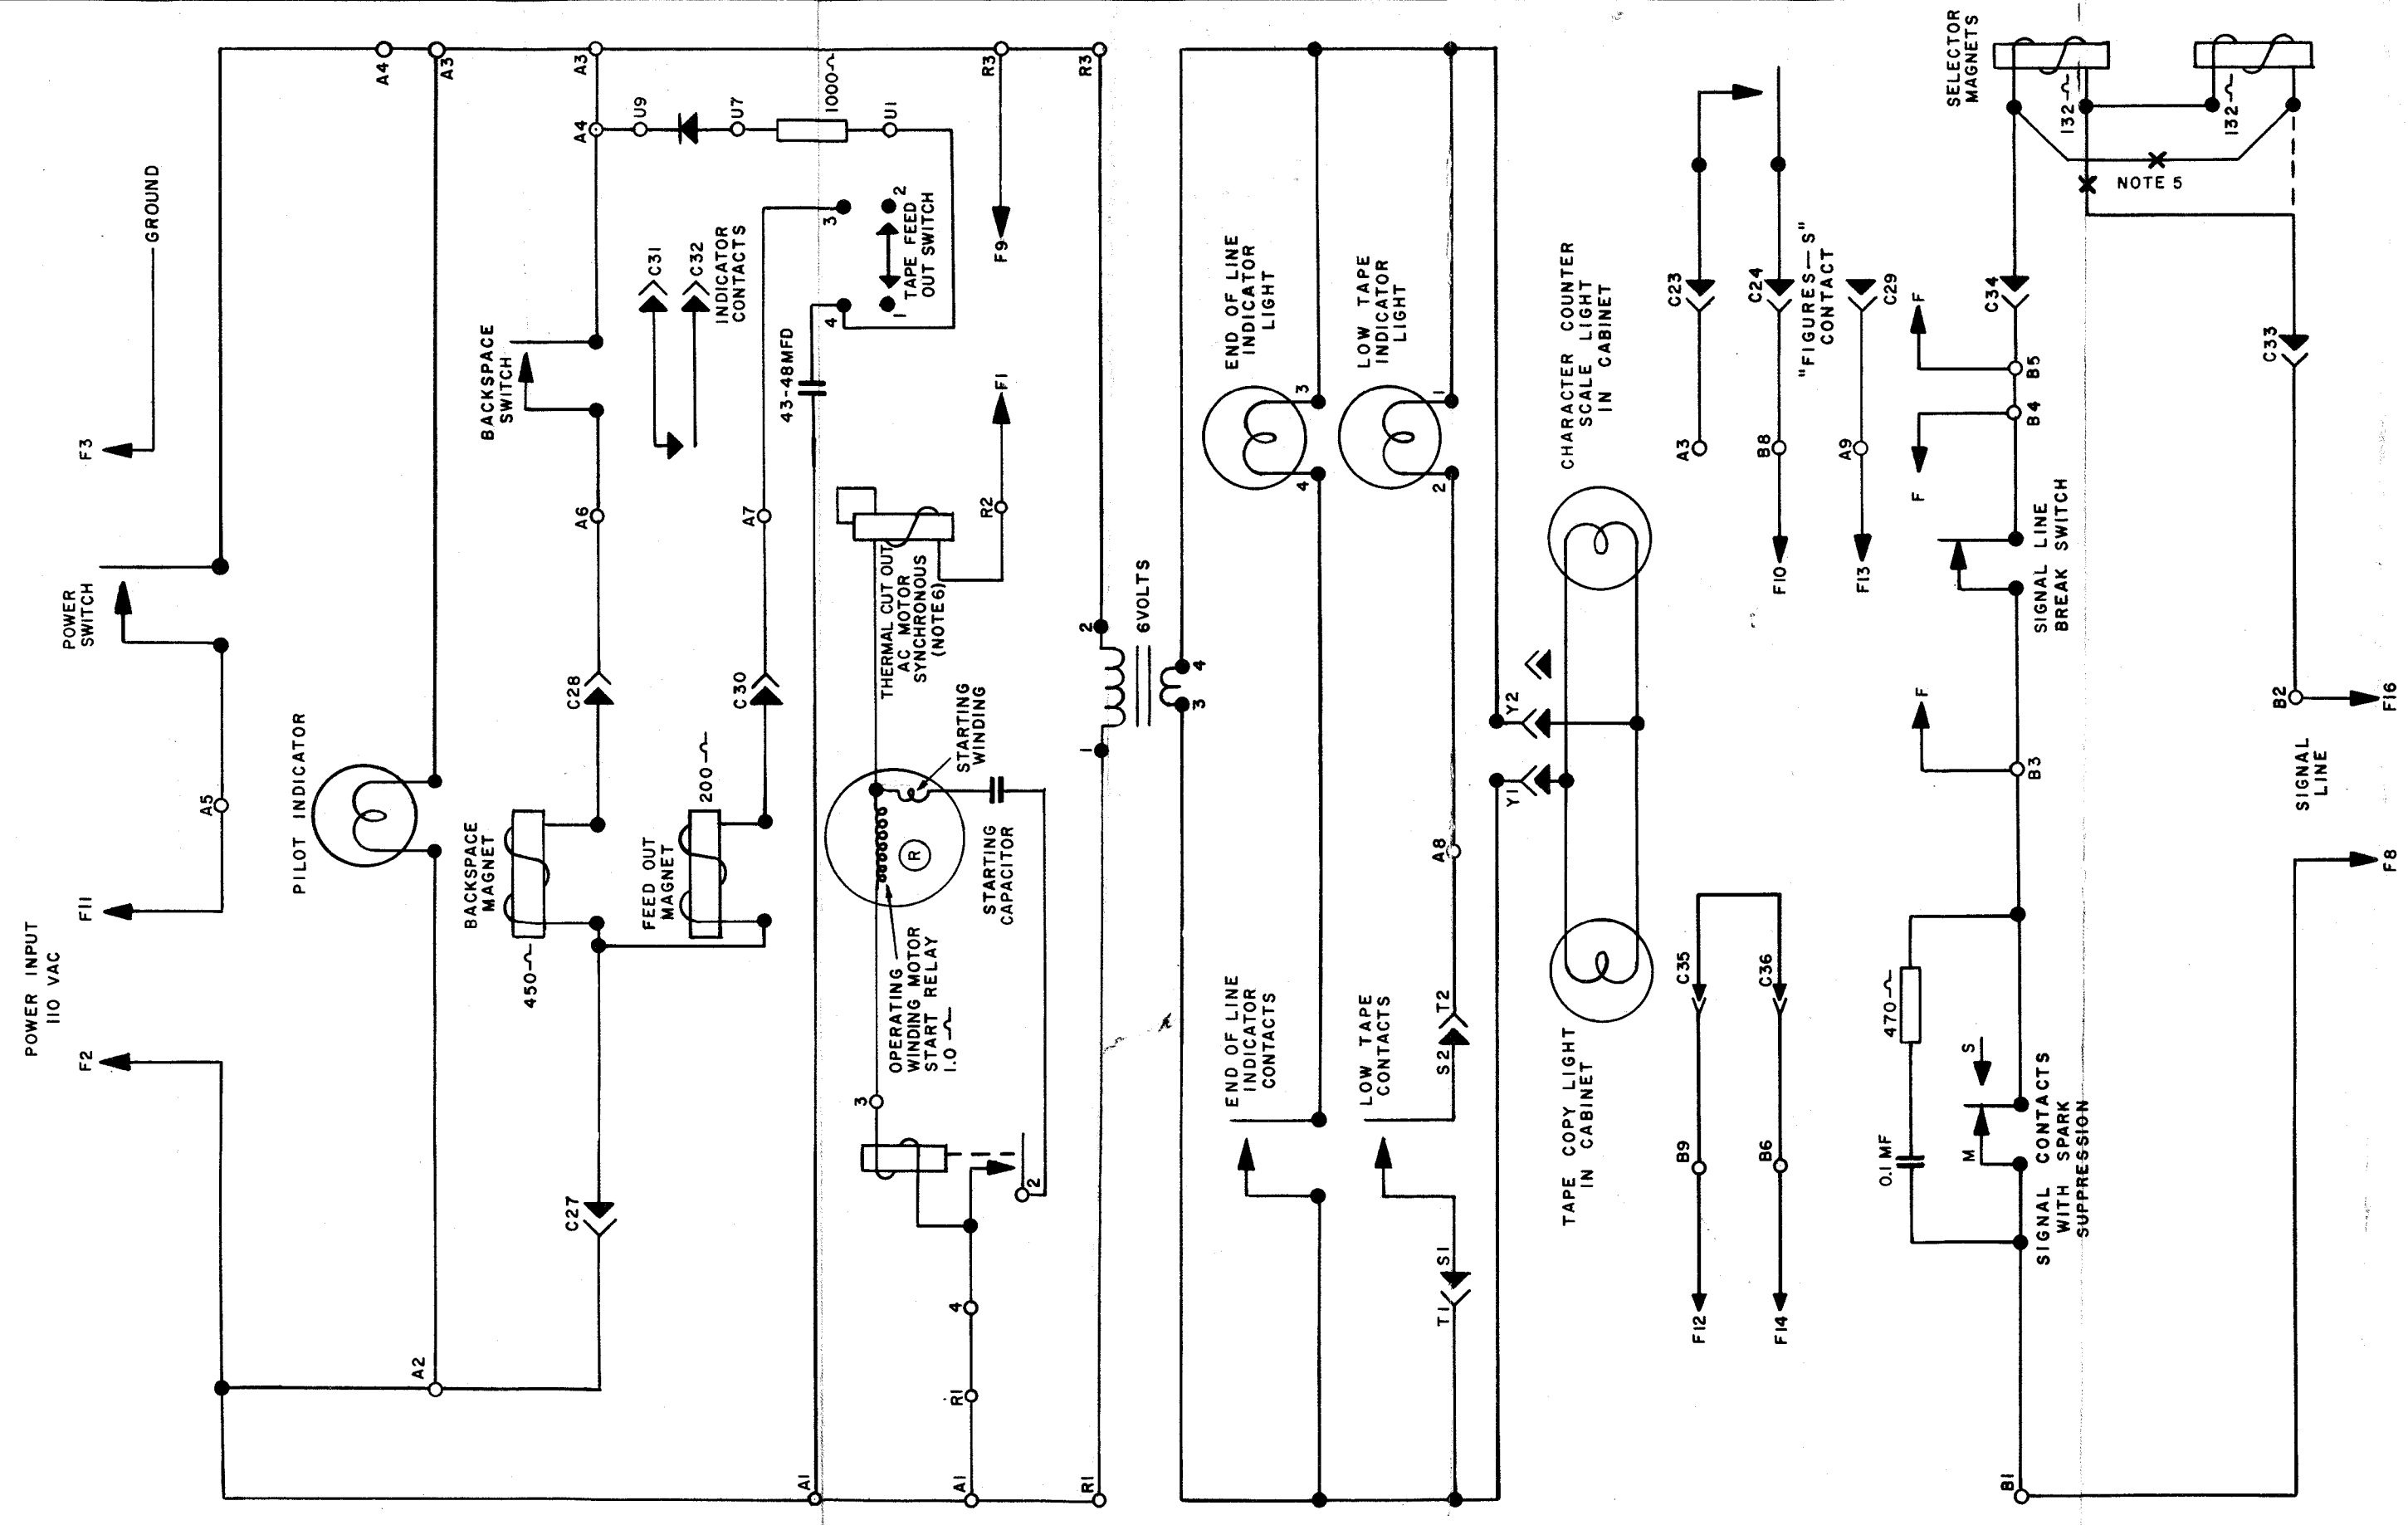 POWER INPUT
110 VAC
F2
F11
A5
POWER
SWITCH
F3
GROUND
A4
A3
PILOT INDICATOR
A2
BACKSPACE
MAGNET
450
C27
C28
A6
BACKSPACE
SWITCH
A3
A4
U9
U7
1000
U1
FEED OUT
MAGNET
200
C30
A7
C31
C32
INDICATOR
CONTACTS
3
2
4
1
TAPE FEED
OUT SWITCH
43-48MFD
A1
THERMAL CUT OUT
AC MOTOR
SYNCHRONOUS
(NOTE 6)
R2
F1
R3
F9
STARTING
WINDING
R
OPERATING
WINDING MOTOR
START RELAY
1.0
STARTING
CAPACITOR
3
2
4
R1
A1
R1
1
2
R3
6VOLTS
3
4
END OF LINE
INDICATOR
CONTACTS
END OF LINE
INDICATOR
LIGHT
4
3
LOW TAPE
CONTACTS
T1
S1
S2
T2
A8
LOW TAPE
INDICATOR
LIGHT
2
1
Y1
Y2
TAPE COPY LIGHT
IN CABINET
CHARACTER COUNTER
SCALE LIGHT
IN CABINET
F12
B9
C35
F14
B6
C36
A3
C23
F10
B8
C24
"FIGURES—S"
CONTACT
F13
A9
C29
SELECTOR
MAGNETS
132
132
NOTE 5
B1
0.1 MF
470
M
S
SIGNAL CONTACTS
WITH SPARK
SUPPRESSION
B3
F
SIGNAL LINE
BREAK SWITCH
B4
F
B5
F
C34
C33
B2
F16
SIGNAL
LINE
F8